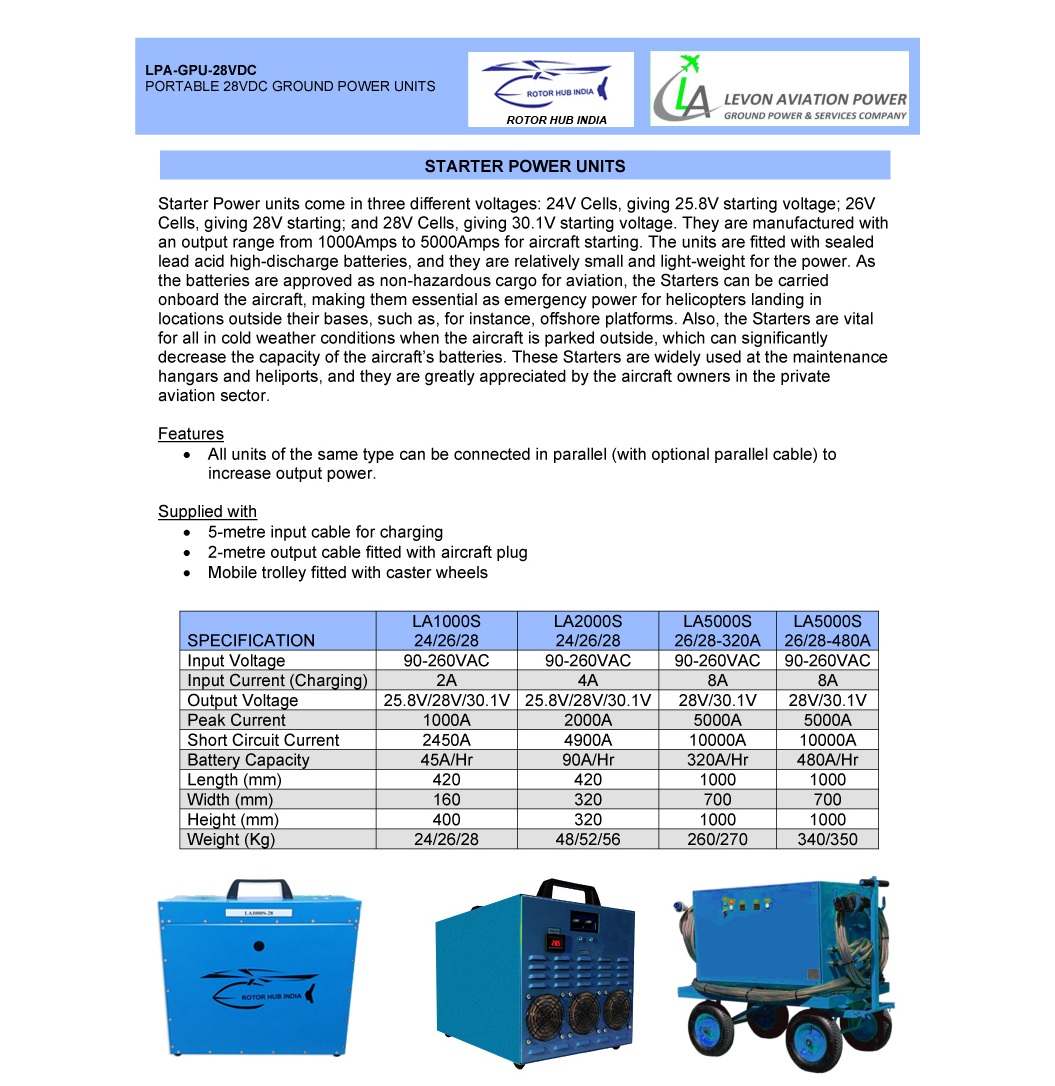 LPA-GPU-28VDC
PORTABLE 28VDC GROUND POWER UNITS
ROTOR HUB INDIA
ROTOR HUB INDIA
LA
LEVON AVIATION POWER
GROUND POWER & SERVICES COMPANY
STARTER POWER UNITS
Starter Power units come in three different voltages: 24V Cells, giving 25.8V starting voltage; 26V
Cells, giving 28V starting; and 28V Cells, giving 30.1V starting voltage. They are manufactured with
an output range from 1000Amps to 5000Amps for aircraft starting. The units are fitted with sealed
lead acid high-discharge batteries, and they are relatively small and light-weight for the power. As
the batteries are approved as non-hazardous cargo for aviation, the Starters can be carried
onboard the aircraft, making them essential as emergency power for helicopters landing in
locations outside their bases, such as, for instance, offshore platforms. Also, the Starters are vital
for all in cold weather conditions when the aircraft is parked outside, which can significantly
decrease the capacity of the aircraft’s batteries. These Starters are widely used at the maintenance
hangars and heliports, and they are greatly appreciated by the aircraft owners in the private
aviation sector.
Features
• All units of the same type can be connected in parallel (with optional parallel cable) to
increase output power.
Supplied with
• 5-metre input cable for charging
• 2-metre output cable fitted with aircraft plug
• Mobile trolley fitted with caster wheels
LA1000S LA2000S LA5000S LA5000S
SPECIFICATION 24/26/28 24/26/28 26/28-320A 26/28-480A
Input Voltage 90-260VAC 90-260VAC 90-260VAC 90-260VAC
Input Current (Charging) 2A 4A 8A 8A
Output Voltage 25.8V/28V/30.1V 25.8V/28V/30.1V 28V/30.1V 28V/30.1V
Peak Current 1000A 2000A 5000A 5000A
Short Circuit Current 2450A 4900A 10000A 10000A
Battery Capacity 45A/Hr 90A/Hr 320A/Hr 480A/Hr
Length (mm) 420 420 1000 1000
Width (mm) 160 320 700 700
Height (mm) 400 320 1000 1000
Weight (Kg) 24/26/28 48/52/56 260/270 340/350
LA1000S-28
ROTOR HUB INDIA